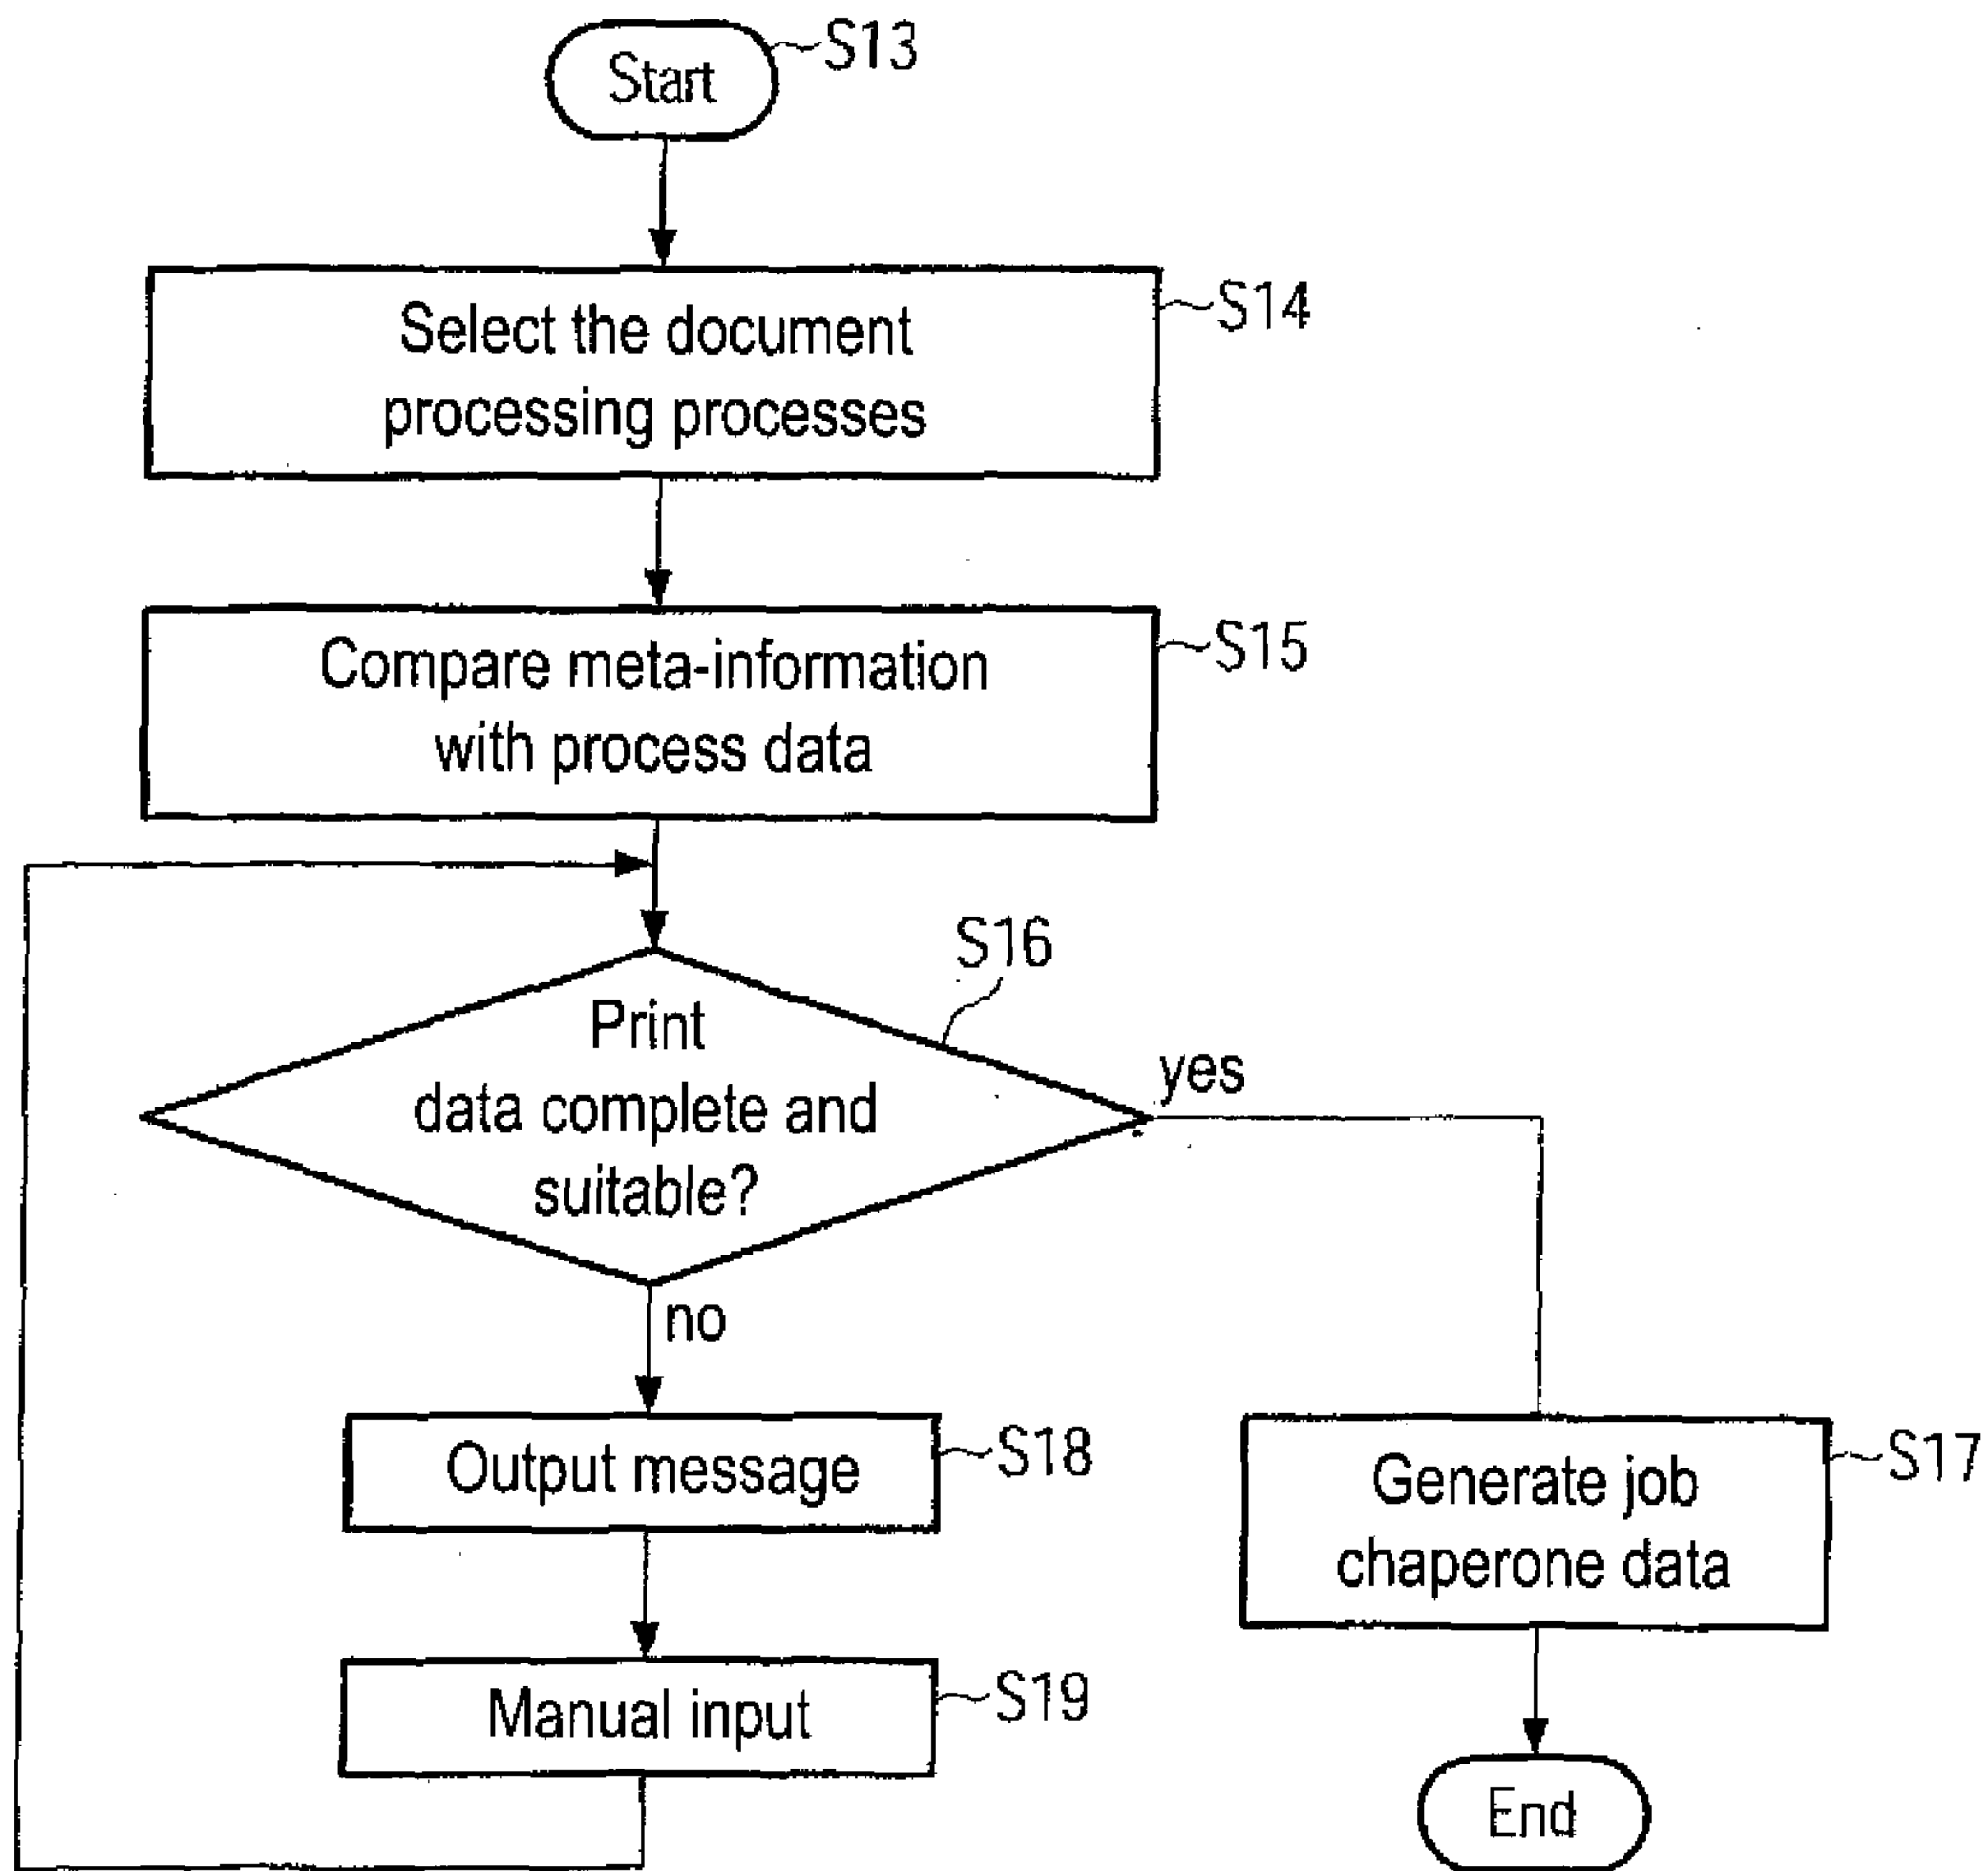 Start
S13
Select the document
processing processes
S14
Compare meta-information
with process data
S15
S16
Print
data complete and
suitable?
yes
no
Output message
S18
Generate job
chaperone data
S17
Manual input
S19
End